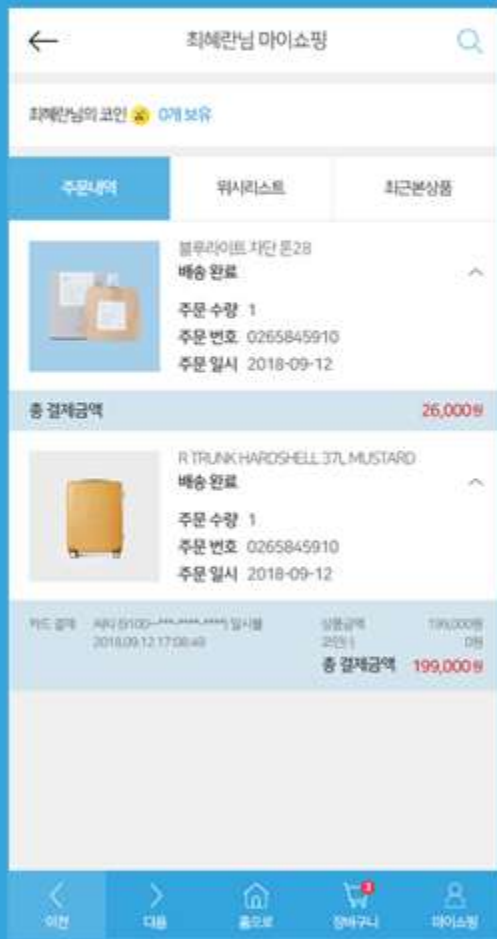 최혜란님 마이쇼핑
최혜란님의 코인 0개 보유
주문내역 위시리스트 최근본상품
블루라이트 차단 톤28
배송 완료
주문 수량 1
주문 번호 0265845910
주문 일시 2018-09-12
총 결제금액 26,000원
R TRUNK HARDSHELL 37L MUSTARD
배송 완료
주문 수량 1
주문 번호 0265845910
주문 일시 2018-09-12
카드 결제 일시불 상품금액 199,000원
2018.09.12 17:08:49 0원
총 결제금액 199,000원
3
이전 다음 홈으로 장바구니 마이쇼핑